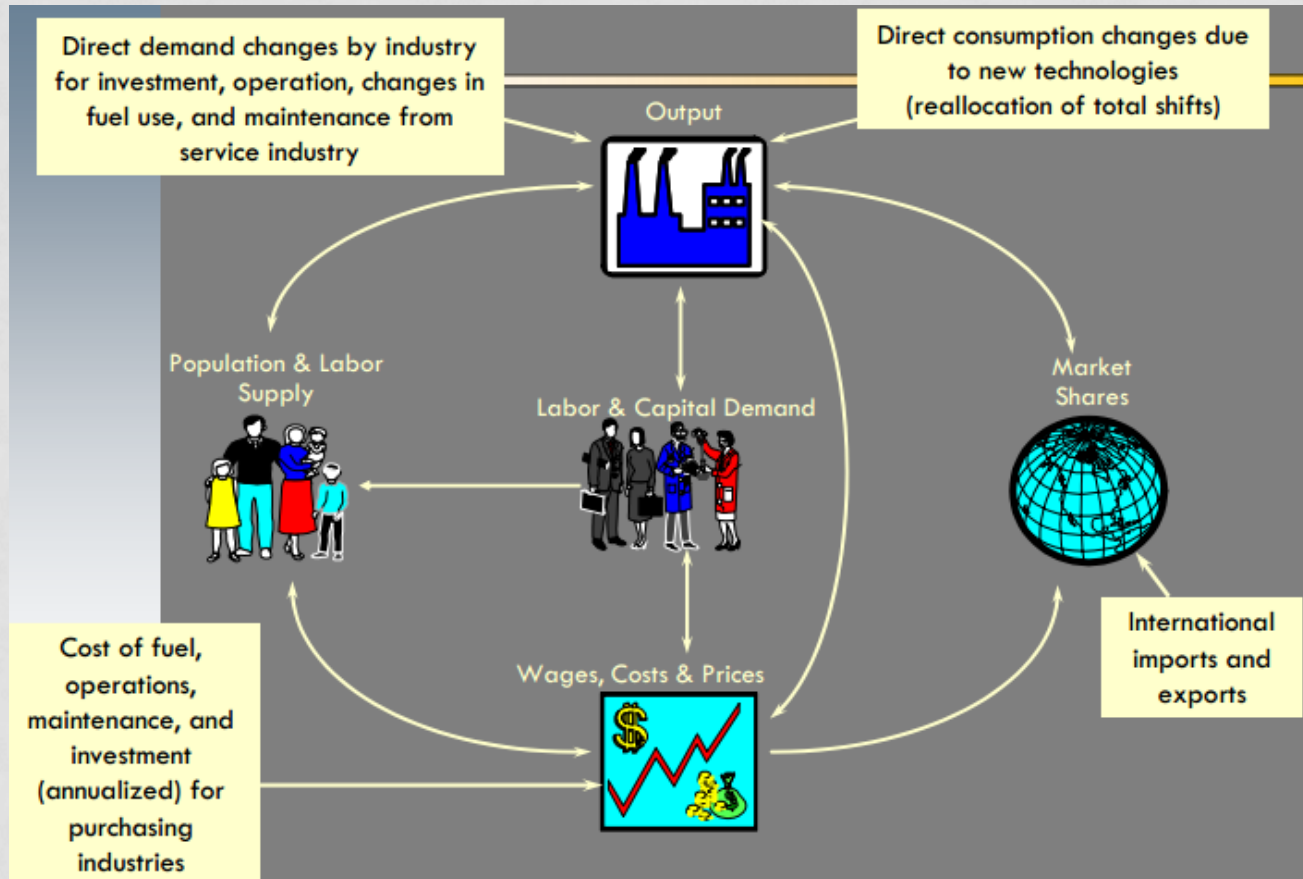 Direct demand changes by industry
for investment, operation, changes in
fuel use, and maintenance from
service industry
Direct consumption changes due
to new technologies
(reallocation of total shifts)
Output
Population & Labor
Supply
Labor & Capital Demand
Market
Shares
Cost of fuel,
operations,
maintenance, and
investment
(annualized) for
purchasing
industries
Wages, Costs & Prices
$
International
imports and
exports